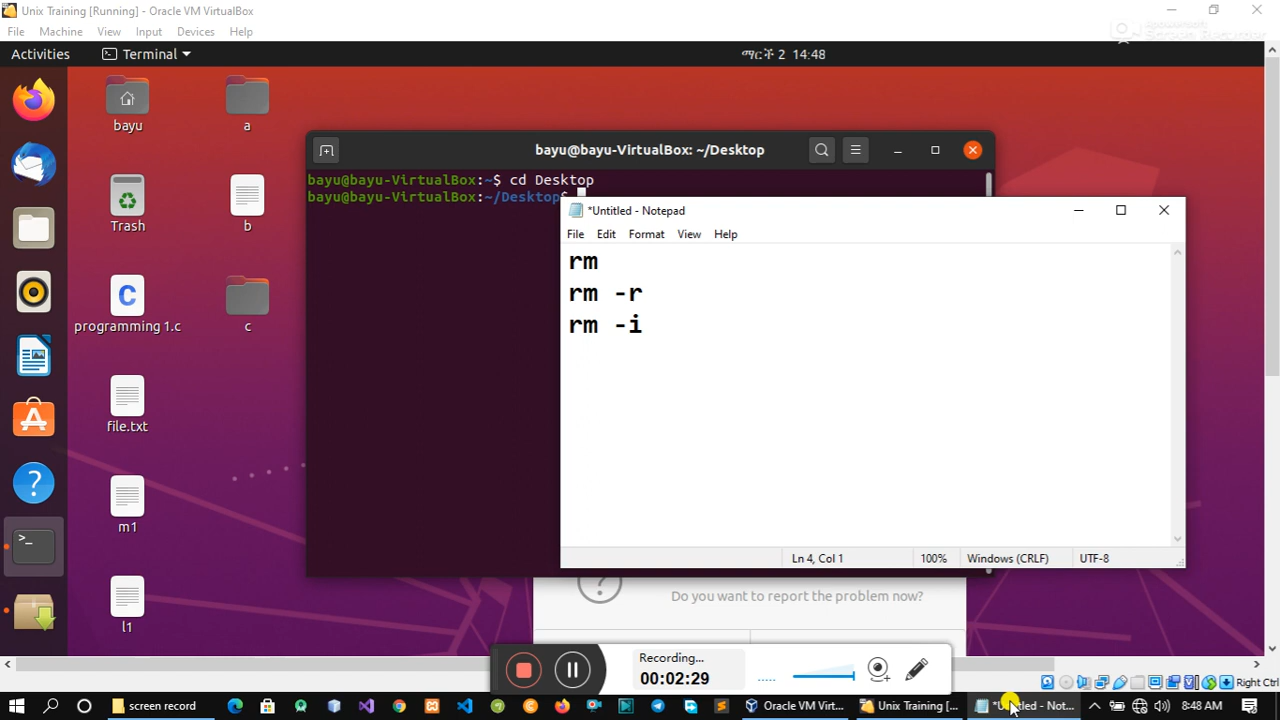 Unix Training [Running] - Oracle VM VirtualBox
File Machine View Input Devices Help
Screen Recorder
Activities Terminal ማርች 2 14:48
bayu
a
Trash
b
programming 1.c
c
file.txt
m1
l1
bayu@bayu-VirtualBox: ~/Desktop
bayu@bayu-VirtualBox:~$ cd Desktop
bayu@bayu-VirtualBox:~/Desktop$
*Untitled - Notepad
File Edit Format View Help
rm
rm -r
rm -i
Ln 4, Col 1 100% Windows (CRLF) UTF-8
Do you want to report the problem now?
Recording...
00:02:29
Right Ctrl
screen record
Oracle VM Virt...
Unix Training [...
*Untitled - Not...
8:48 AM